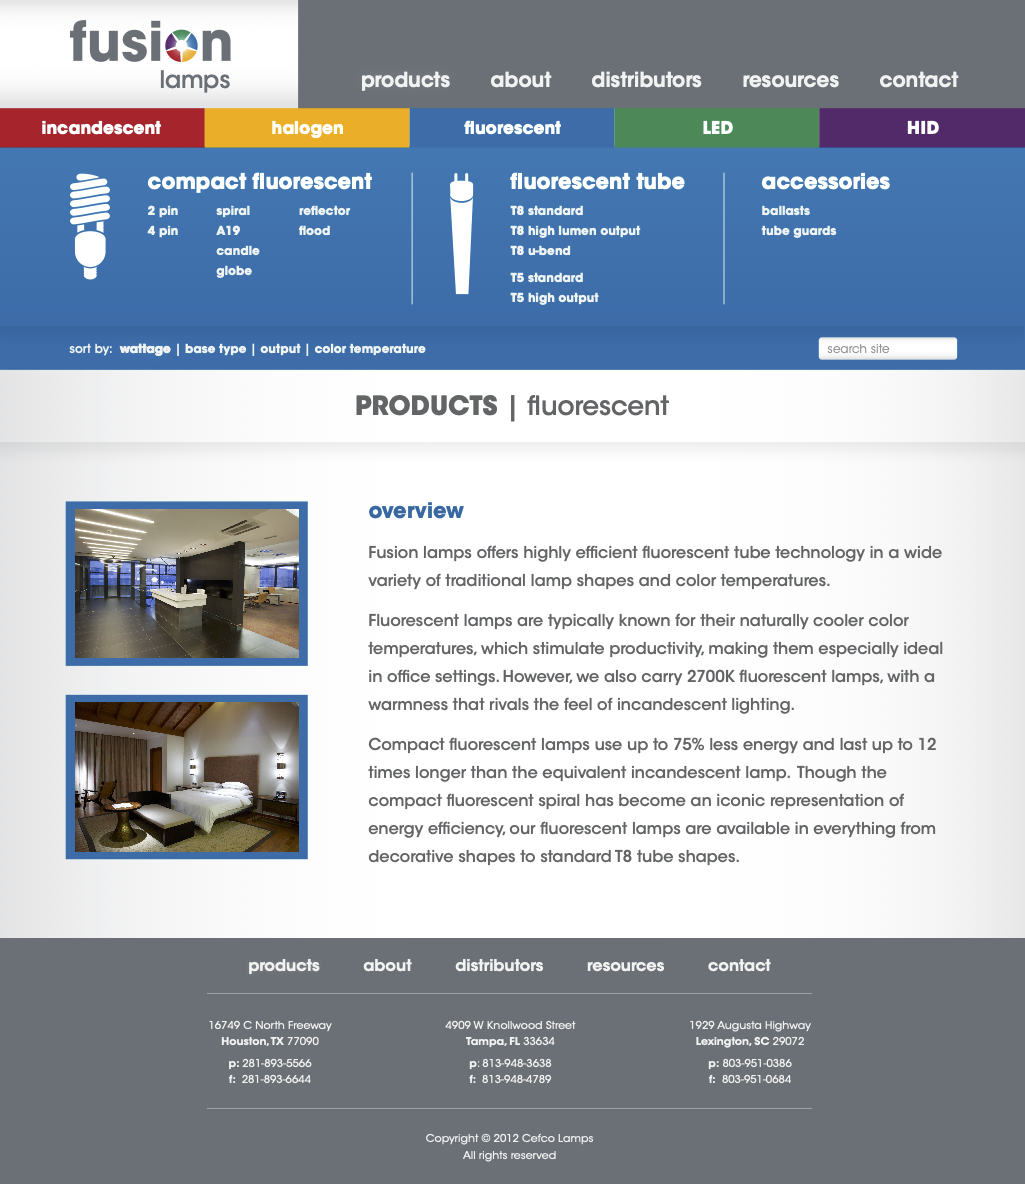 fusion
lamps
products about distributors resources contact
incandescent halogen fluorescent LED HID
compact fluorescent
2 pin spiral reflector
4 pin A19 flood
candle
globe
fluorescent tube
T8 standard
T8 high lumen output
T8 u-bend
T5 standard
T5 high output
accessories
ballasts
tube guards
sort by: wattage | base type | output | color temperature
search site
PRODUCTS | fluorescent
overview
Fusion lamps offers highly efficient fluorescent tube technology in a wide
variety of traditional lamp shapes and color temperatures.
Fluorescent lamps are typically known for their naturally cooler color
temperatures, which stimulate productivity, making them especially ideal
in office settings. However, we also carry 2700K fluorescent lamps, with a
warmness that rivals the feel of incandescent lighting.
Compact fluorescent lamps use up to 75% less energy and last up to 12
times longer than the equivalent incandescent lamp. Though the
compact fluorescent spiral has become an iconic representation of
energy efficiency, our fluorescent lamps are available in everything from
decorative shapes to standard T8 tube shapes.
products about distributors resources contact
16749 C North Freeway
Houston, TX 77090
p: 281-893-5566
f: 281-893-6644
4909 W Knollwood Street
Tampa, FL 33634
p: 813-948-3638
f: 813-948-4789
1929 Augusta Highway
Lexington, SC 29072
p: 803-951-0386
f: 803-951-0684
Copyright © 2012 Cefco Lamps
All rights reserved